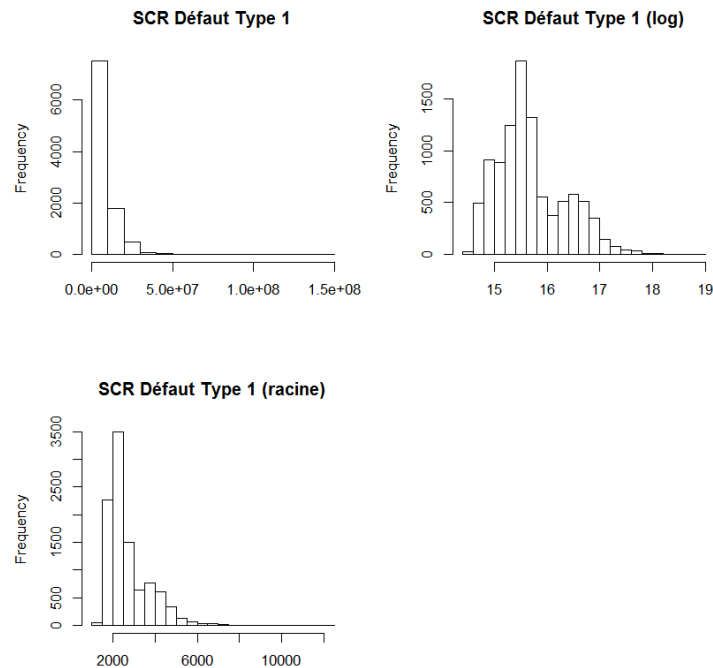 SCR Défaut Type 1
Frequency
0 2000 4000 6000
0.0e+00 5.0e+07 1.0e+08 1.5e+08
SCR Défaut Type 1 (log)
Frequency
0 500 1000 1500
15 16 17 18 19
SCR Défaut Type 1 (racine)
Frequency
0 500 1500 2500 3500
2000 6000 10000